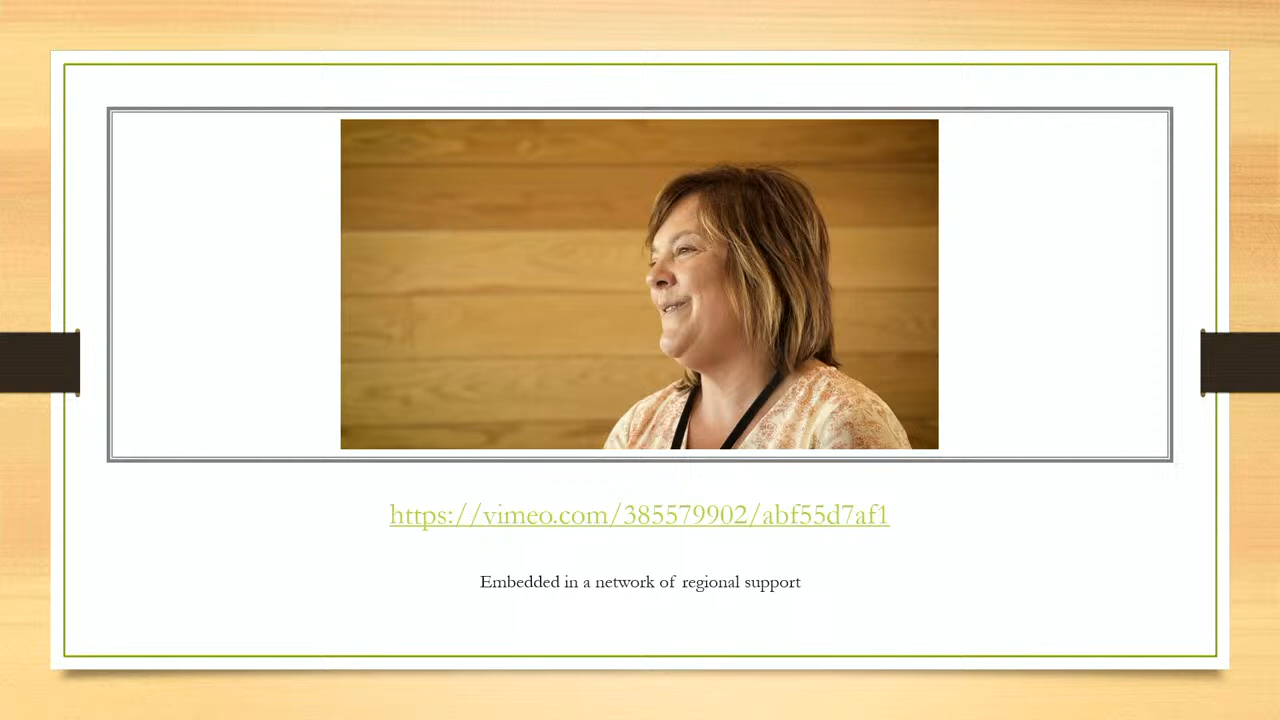 https://vimeo.com/385579902/abf55d7af1
Embedded in a network of regional support